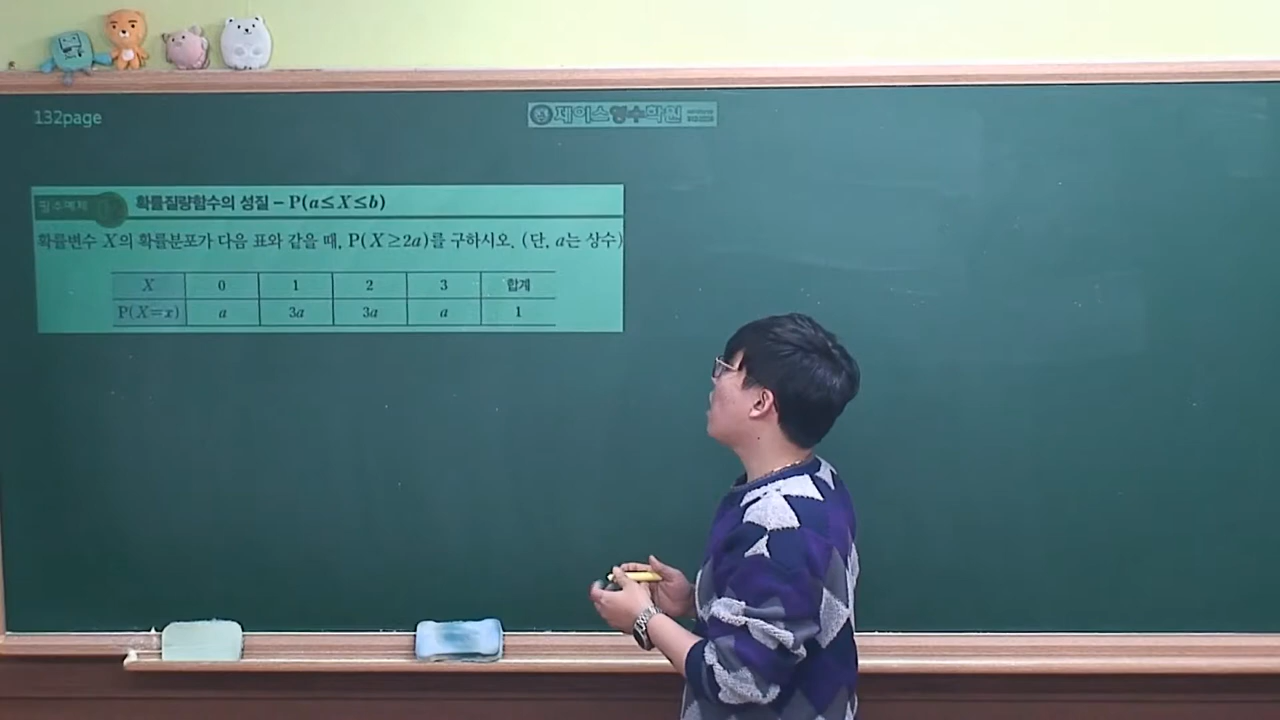 132page
제이스영수학원
필수예제
확률질량함수의 성질 – P(a≤X≤b)
확률변수 X의 확률분포가 다음 표와 같을 때, P(X≥2a)를 구하시오. (단, a는 상수)
X 0 1 2 3 합계
P(X=x) a 3a 3a a 1